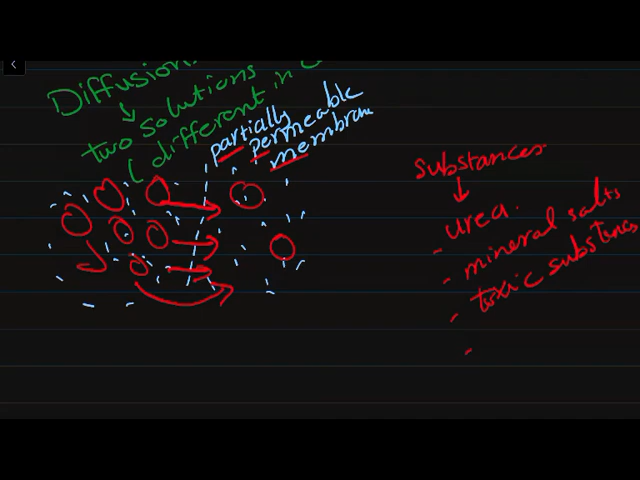 Diffusion
two solutions
(different in
partially
permeable
membrane
substances
- urea.
- mineral salts
- toxic substances
-